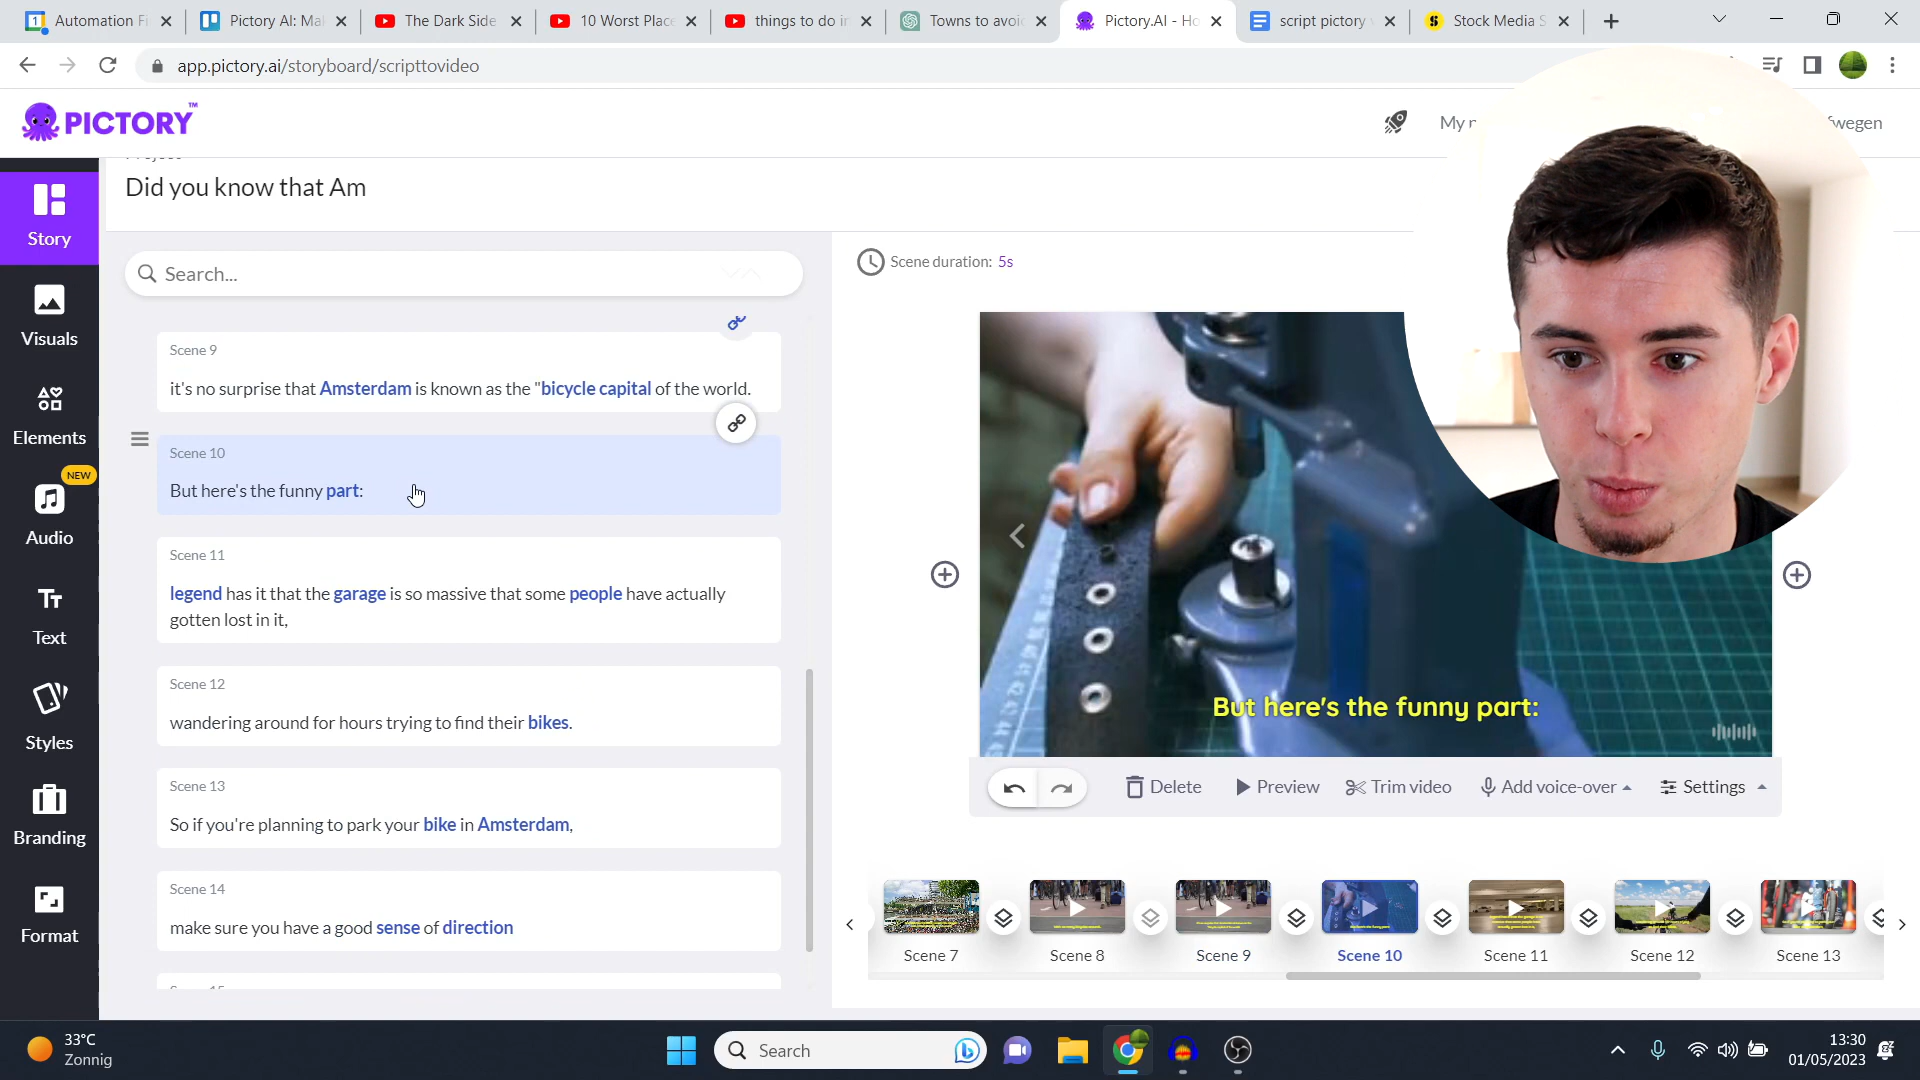 Automation Fi
Pictory AI: Mal
The Dark Side
10 Worst Place
things to do in
Towns to avoi
Pictory.AI - Ho
script pictory
Stock Media S
app.pictory.ai/storyboard/scripttovideo
PICTORY™
My
wegen
Did you know that Am
Story
Visuals
Elements
NEW
Audio
Text
Styles
Branding
Format
Search...
Scene 9
it's no surprise that Amsterdam is known as the "bicycle capital of the world.
Scene 10
But here's the funny part:
Scene 11
legend has it that the garage is so massive that some people have actually
gotten lost in it,
Scene 12
wandering around for hours trying to find their bikes.
Scene 13
So if you're planning to park your bike in Amsterdam,
Scene 14
make sure you have a good sense of direction
Scene duration: 5s
But here's the funny part:
Delete
Preview
Trim video
Add voice-over
Settings
Scene 7
Scene 8
Scene 9
Scene 10
Scene 11
Scene 12
Scene 13
33°C
Zonnig
Search
13:30
01/05/2023